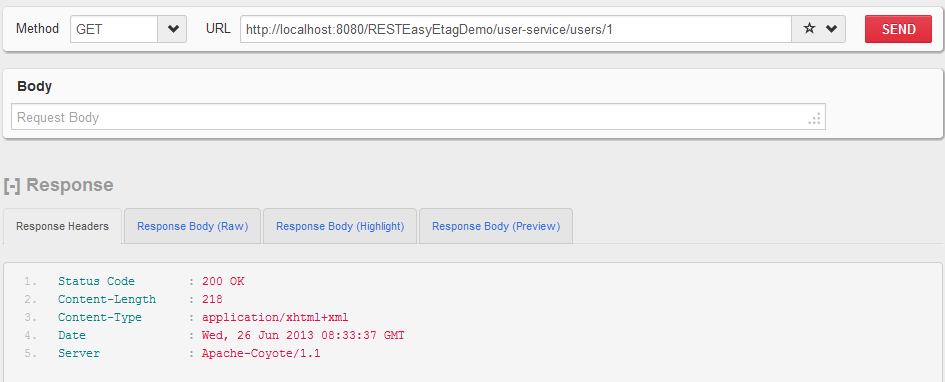 Method GET URL http://localhost:8080/RESTEasyEtagDemo/user-service/users/1 SEND
Body
Request Body
[-] Response
Response Headers Response Body (Raw) Response Body (Highlight) Response Body (Preview)
1. Status Code : 200 OK
2. Content-Length : 218
3. Content-Type : application/xhtml+xml
4. Date : Wed, 26 Jun 2013 08:33:37 GMT
5. Server : Apache-Coyote/1.1